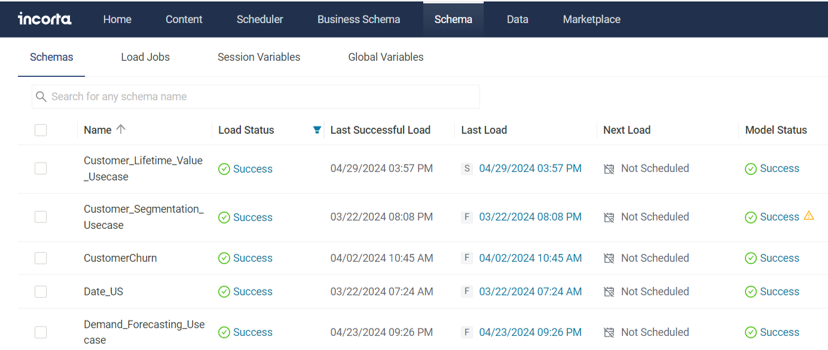 incorta Home Content Scheduler Business Schema Schema Data Marketplace
Schemas Load Jobs Session Variables Global Variables
Search for any schema name
Name Load Status Last Successful Load Last Load Next Load Model Status
Customer_Lifetime_Value
_Usecase
Success 04/29/2024 03:57 PM S 04/29/2024 03:57 PM Not Scheduled Success
Customer_Segmentation_
Usecase
Success 03/22/2024 08:08 PM F 03/22/2024 08:08 PM Not Scheduled Success
CustomerChurn Success 04/02/2024 10:45 AM F 04/02/2024 10:45 AM Not Scheduled Success
Date_US Success 03/22/2024 07:24 AM F 03/22/2024 07:24 AM Not Scheduled Success
Demand_Forecasting_Use
case
Success 04/23/2024 09:26 PM F 04/23/2024 09:26 PM Not Scheduled Success